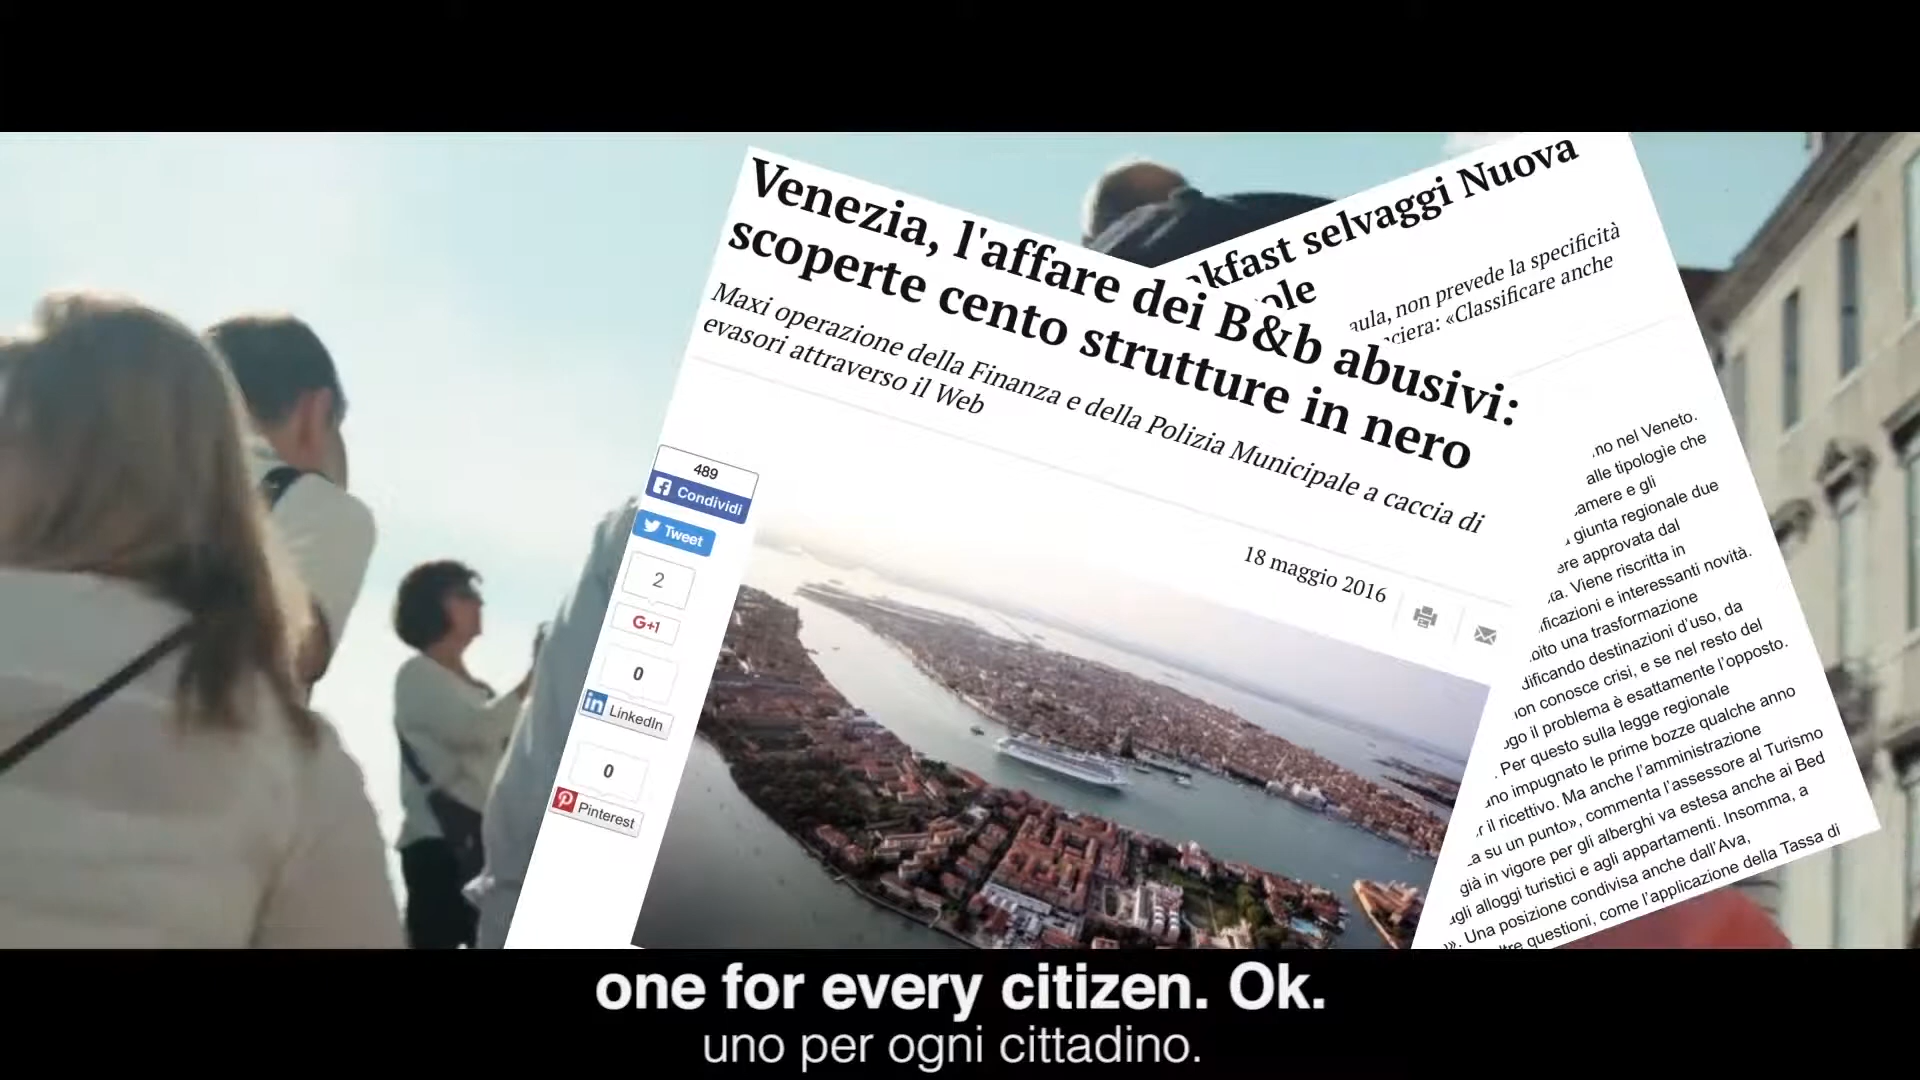 Venezia, l'affare dei B&b abusivi:
scoperte cento strutture in nero
Maxi operazione della Finanza e della Polizia Municipale a caccia di
evasori attraverso il Web
18 maggio 2016
489
Condividi
Tweet
2
G+1
0
LinkedIn
0
Pinterest
selvaggi Nuova
non prevede la specificità
«Classificare anche
nel Veneto.
alle tipologie che
e gli
giunta regionale due
approvata dal
Viene riscritta in
e interessanti novità.
una trasformazione
destinazioni d'uso, da
conosce crisi, e se nel resto del
il problema è esattamente l'opposto.
Per questo sulla legge regionale
impugnato le prime bozze qualche anno
il ricettivo. Ma anche l'amministrazione
su un punto», commenta l'assessore al Turismo
già in vigore per gli alberghi va estesa anche ai Bed
alloggi turistici e agli appartamenti. Insomma, a
Una posizione condivisa anche dall'Ava,
questioni, come l'applicazione della Tassa di
one for every citizen. Ok.
uno per ogni cittadino.